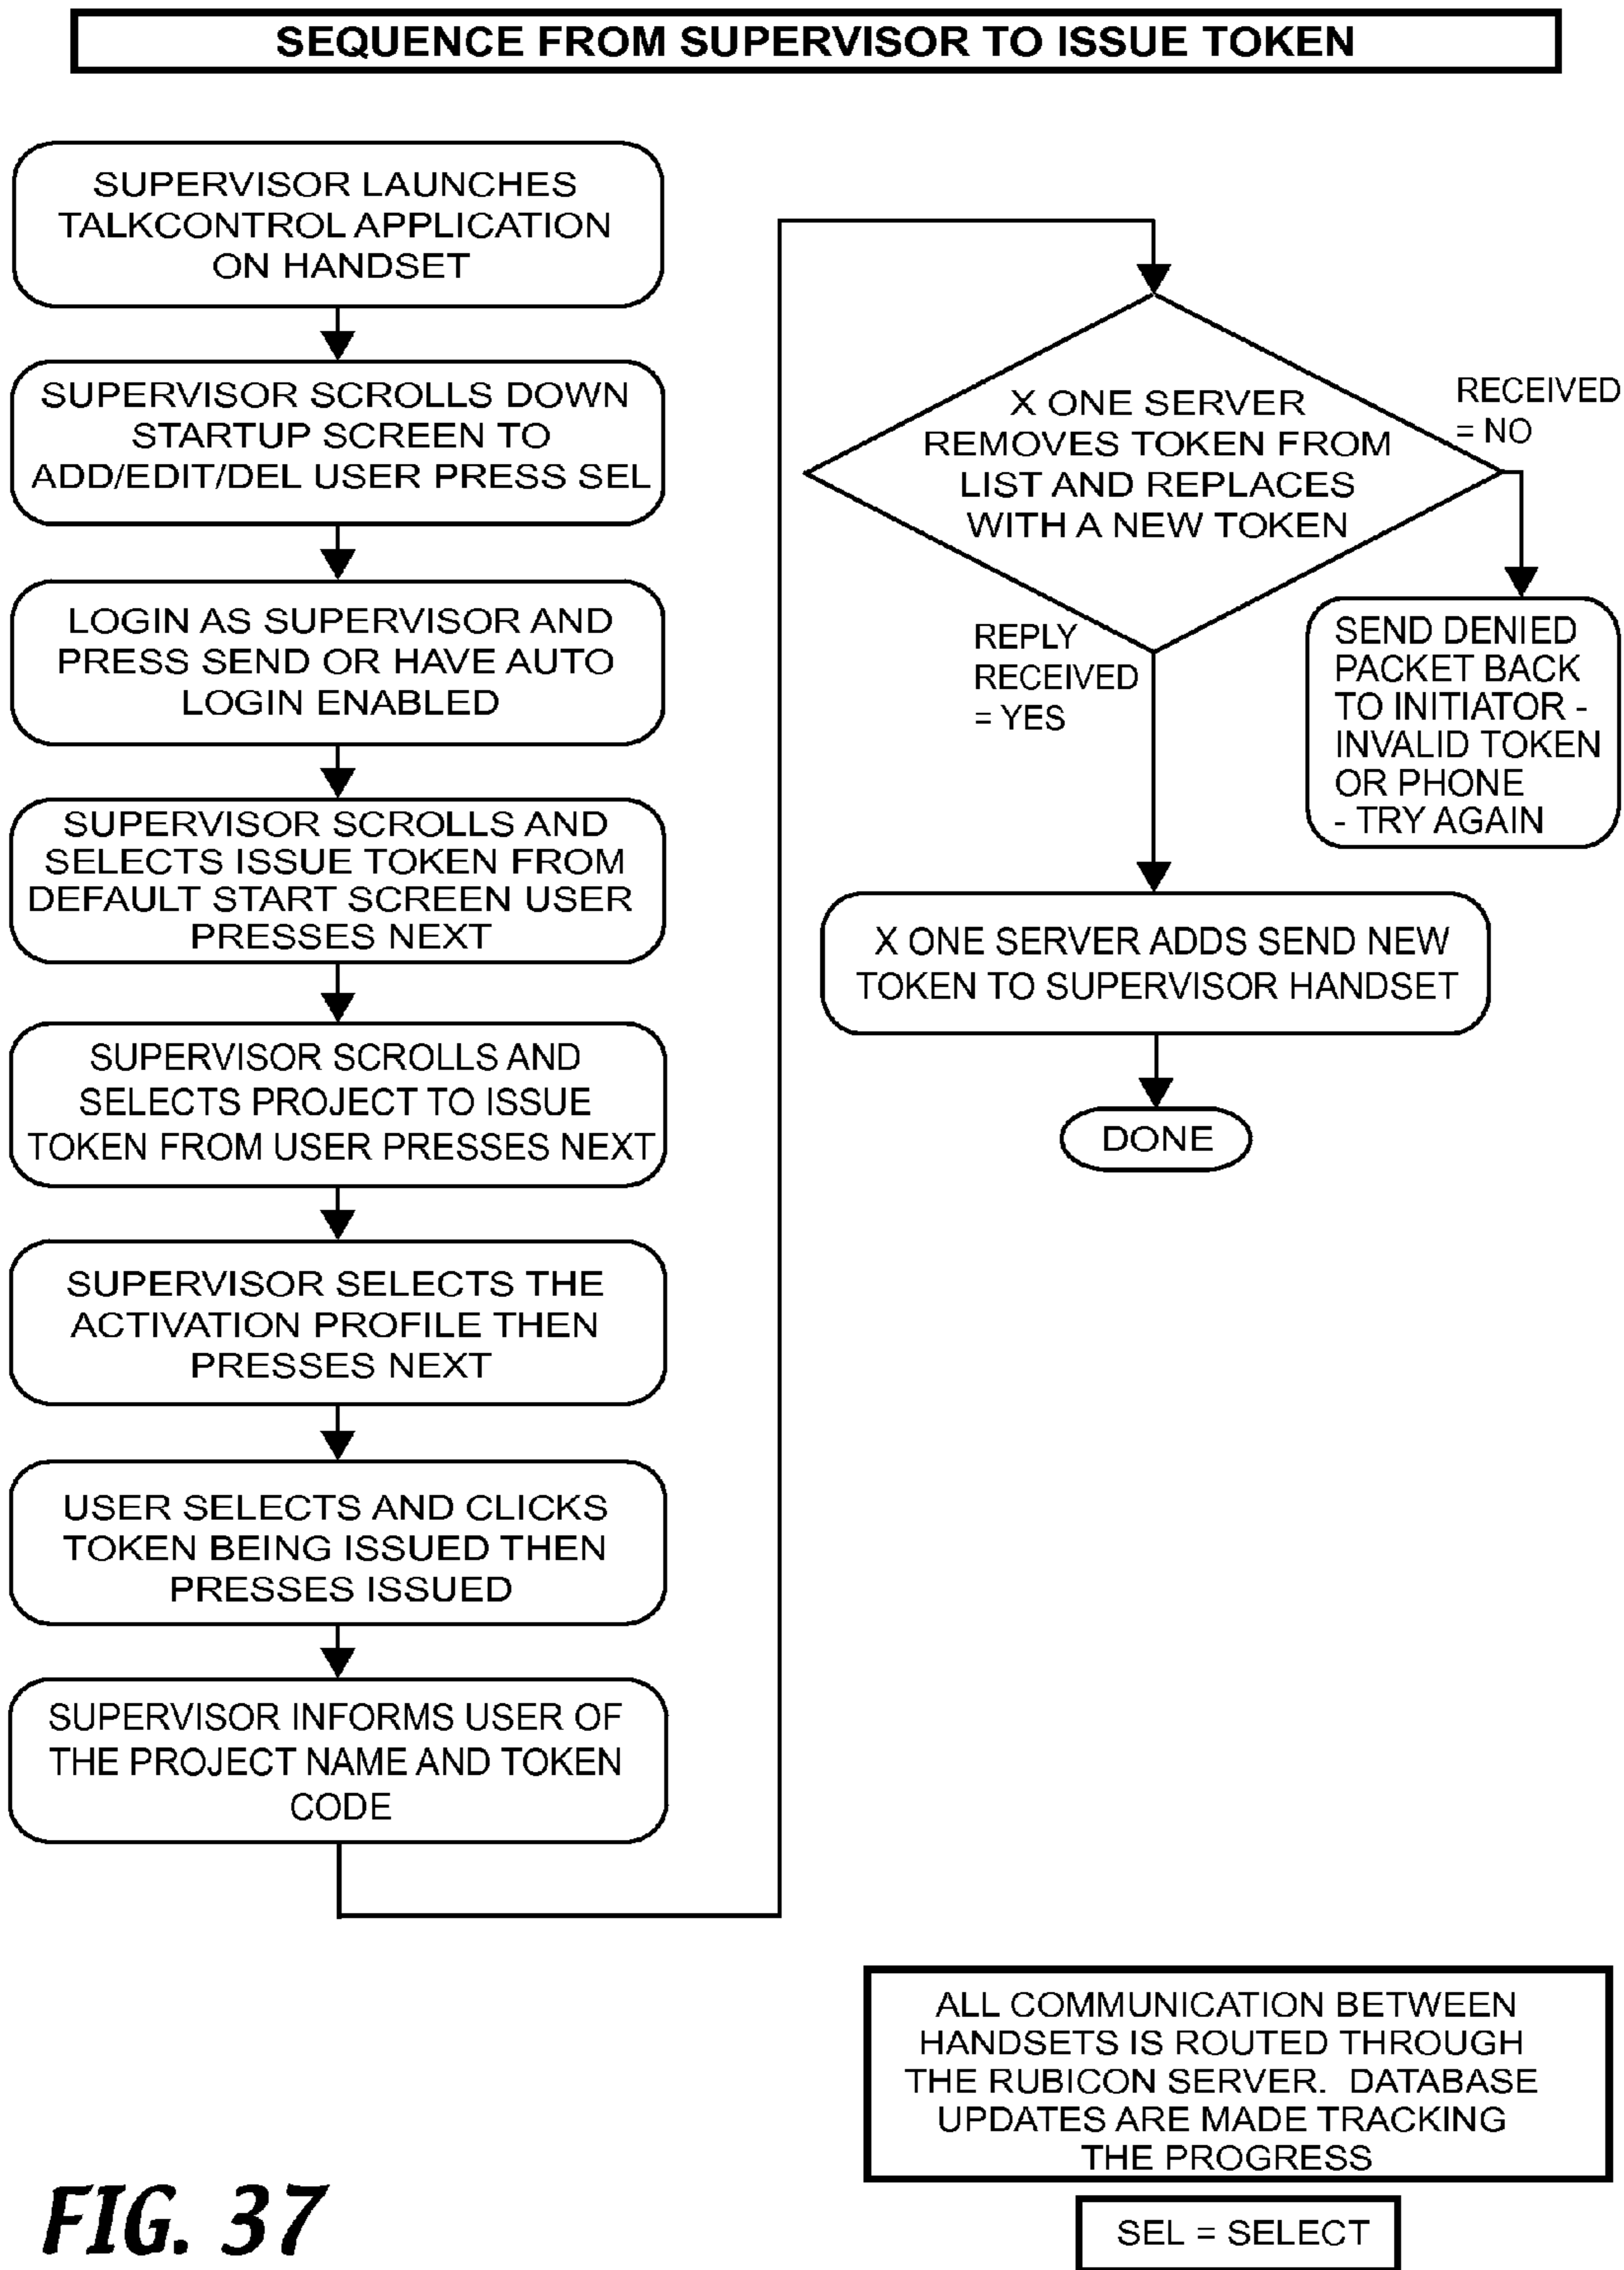 SEQUENCE FROM SUPERVISOR TO ISSUE TOKEN
SUPERVISOR LAUNCHES
TALKCONTROL APPLICATION
ON HANDSET
SUPERVISOR SCROLLS DOWN
STARTUP SCREEN TO
ADD/EDIT/DEL USER PRESS SEL
LOGIN AS SUPERVISOR AND
PRESS SEND OR HAVE AUTO
LOGIN ENABLED
SUPERVISOR SCROLLS AND
SELECTS ISSUE TOKEN FROM
DEFAULT START SCREEN USER
PRESSES NEXT
SUPERVISOR SCROLLS AND
SELECTS PROJECT TO ISSUE
TOKEN FROM USER PRESSES NEXT
SUPERVISOR SELECTS THE
ACTIVATION PROFILE THEN
PRESSES NEXT
USER SELECTS AND CLICKS
TOKEN BEING ISSUED THEN
PRESSES ISSUED
SUPERVISOR INFORMS USER OF
THE PROJECT NAME AND TOKEN
CODE
X ONE SERVER
REMOVES TOKEN FROM
LIST AND REPLACES
WITH A NEW TOKEN
RECEIVED
= NO
REPLY
RECEIVED
= YES
SEND DENIED
PACKET BACK
TO INITIATOR -
INVALID TOKEN
OR PHONE
- TRY AGAIN
X ONE SERVER ADDS SEND NEW
TOKEN TO SUPERVISOR HANDSET
DONE
ALL COMMUNICATION BETWEEN
HANDSETS IS ROUTED THROUGH
THE RUBICON SERVER. DATABASE
UPDATES ARE MADE TRACKING
THE PROGRESS
SEL = SELECT
FIG. 37